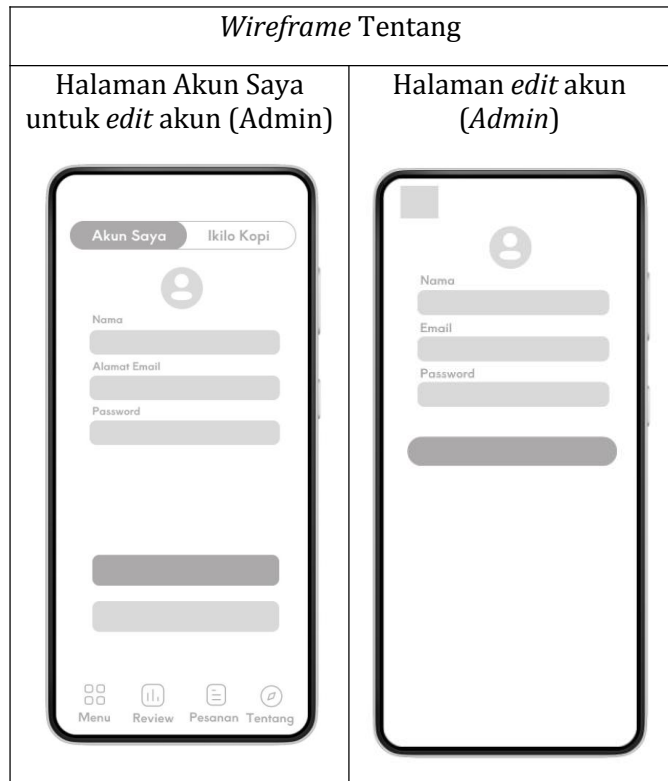 Wireframe Tentang
Halaman Akun Saya
untuk edit akun (Admin)
Halaman edit akun
(Admin)
Akun Saya
Ikilo Kopi
Nama
Alamat Email
Password
Menu
Review
Pesanan
Tentang
Nama
Email
Password